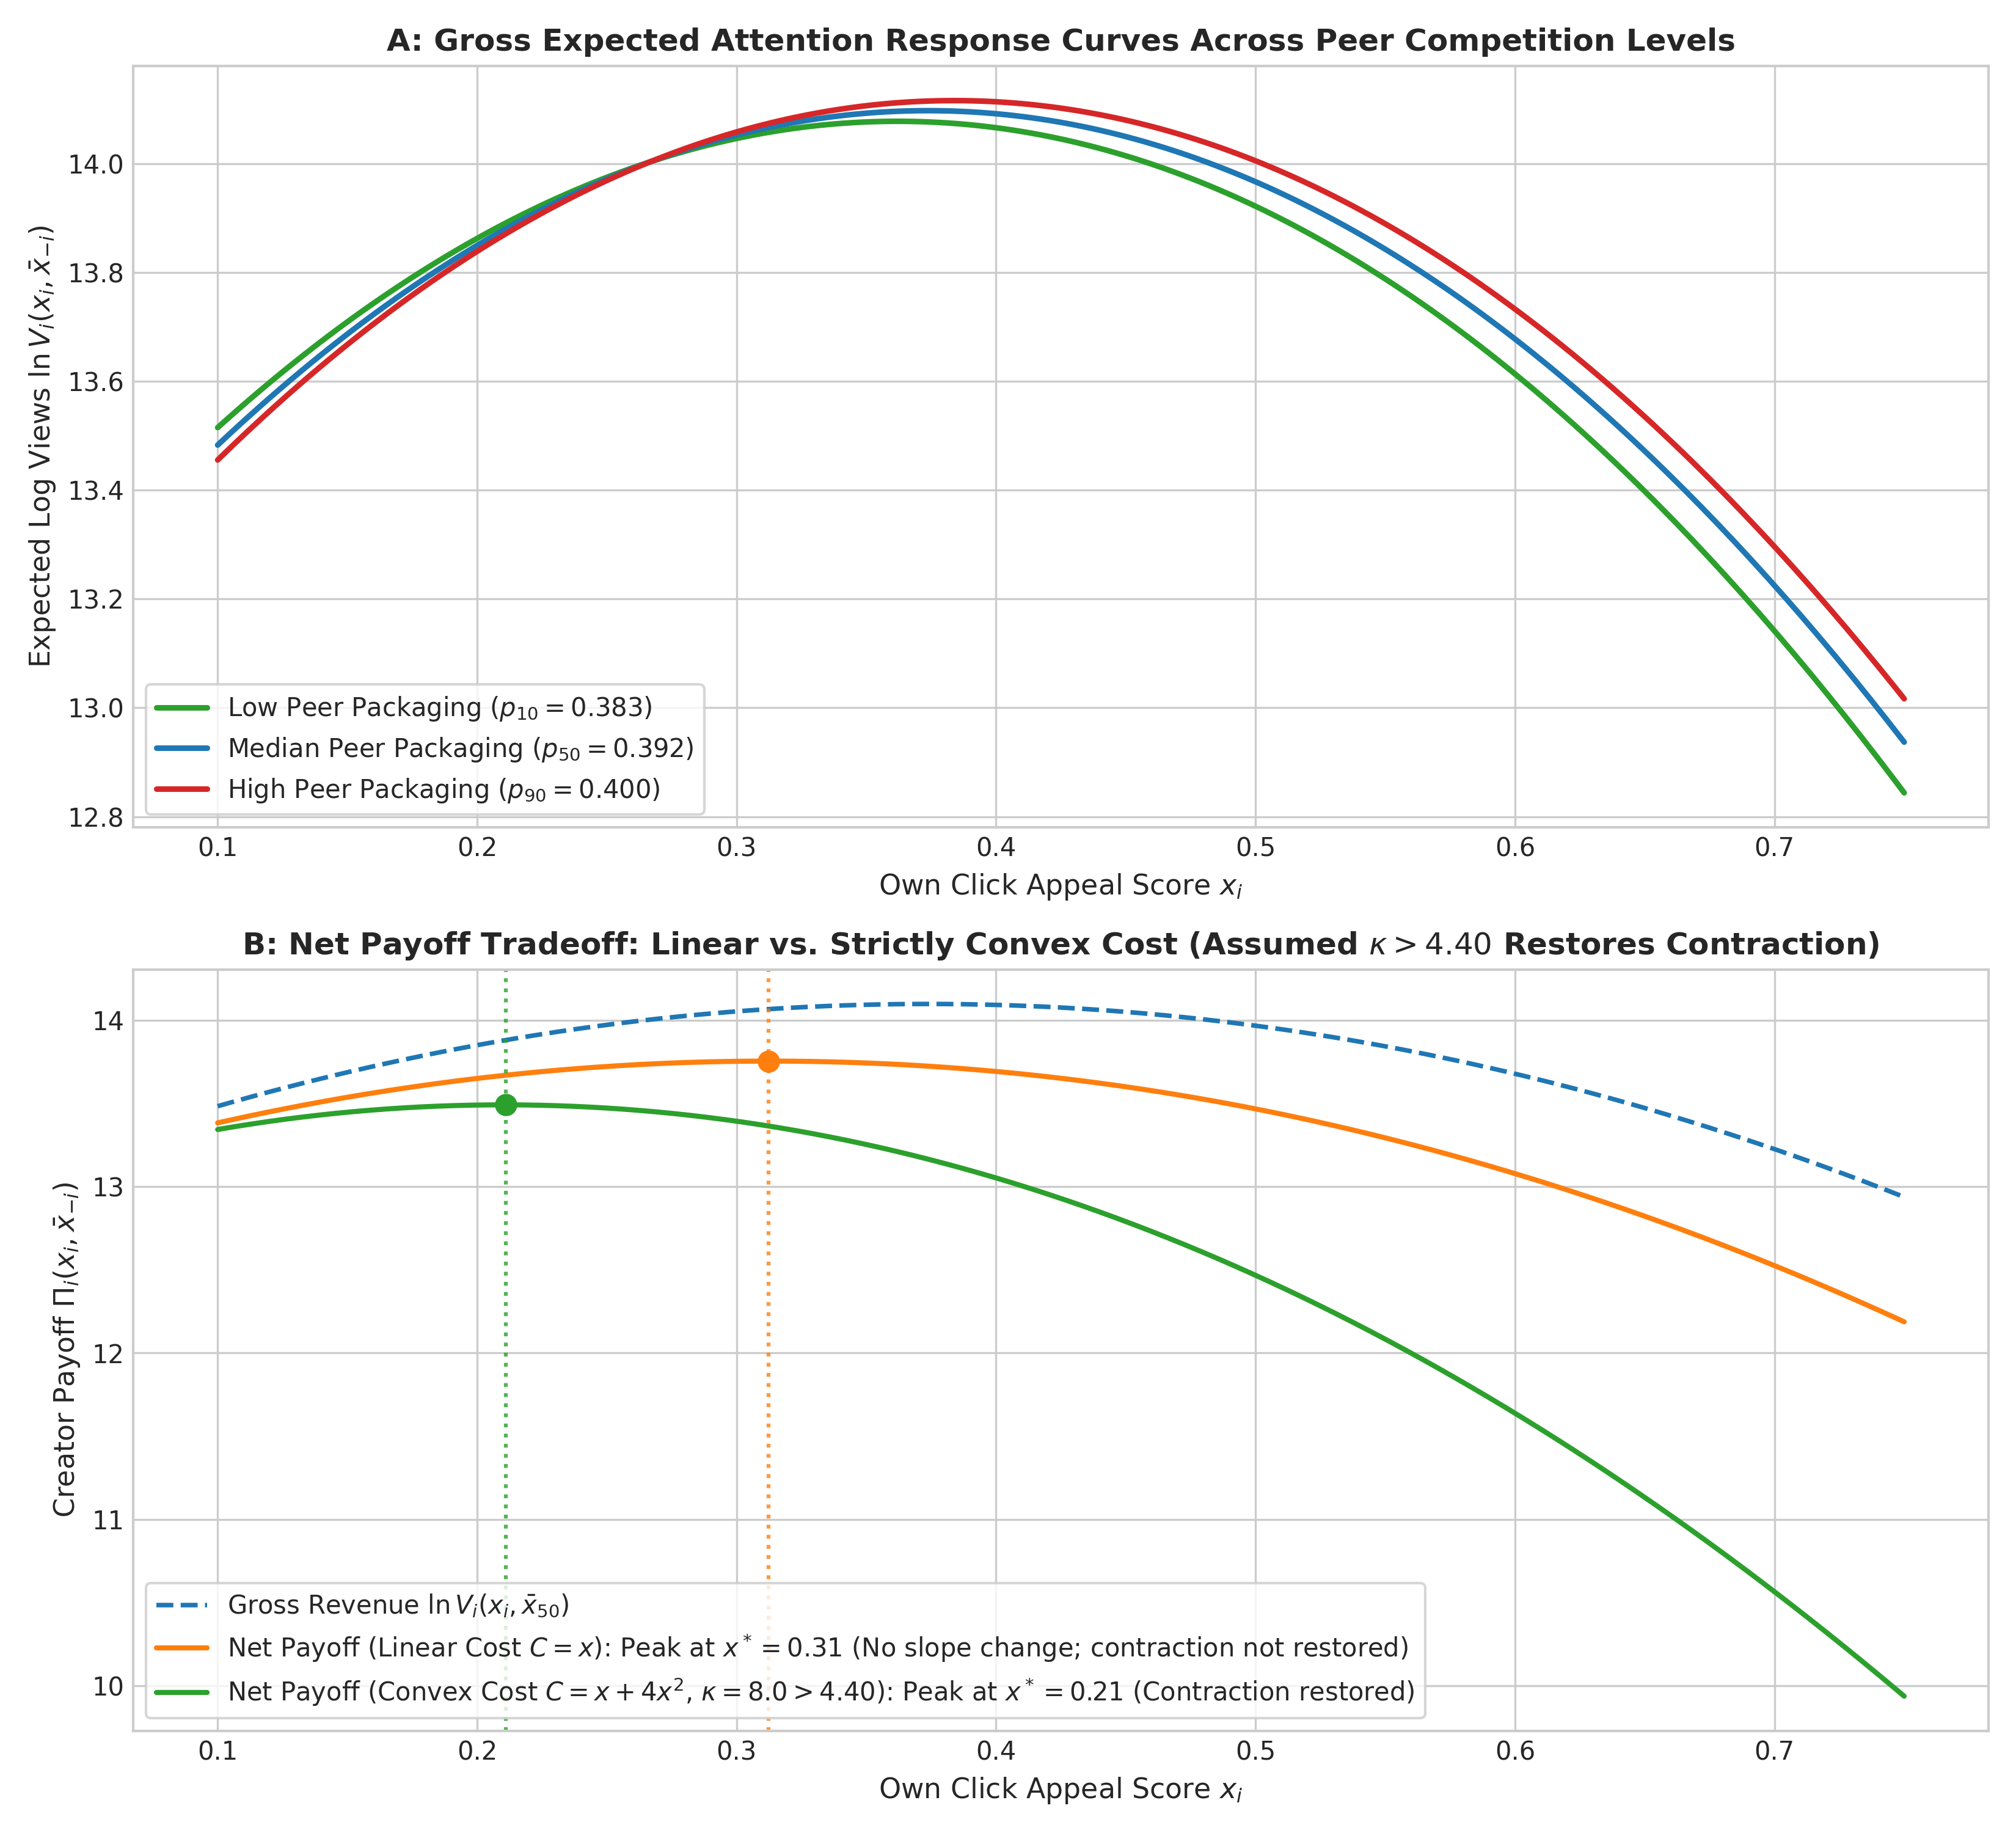 A: Gross Expected Attention Response Curves Across Peer Competition Levels
Expected Log Views ln V_i(x_i, x̄_{−i})
14.0
13.8
13.6
13.4
13.2
13.0
12.8
Low Peer Packaging (p₁₀ = 0.383)
Median Peer Packaging (p₅₀ = 0.392)
High Peer Packaging (p₉₀ = 0.400)
0.1 0.2 0.3 0.4 0.5 0.6 0.7
Own Click Appeal Score x_i
B: Net Payoff Tradeoff: Linear vs. Strictly Convex Cost (Assumed κ > 4.40 Restores Contraction)
Creator Payoff Π_i(x_i, x̄_{−i})
14
13
12
11
10
Gross Revenue ln V_i(x_i, x̄₅₀)
Net Payoff (Linear Cost C = x): Peak at x* = 0.31 (No slope change; contraction not restored)
Net Payoff (Convex Cost C = x + 4x², κ = 8.0 > 4.40): Peak at x* = 0.21 (Contraction restored)
0.1 0.2 0.3 0.4 0.5 0.6 0.7
Own Click Appeal Score x_i